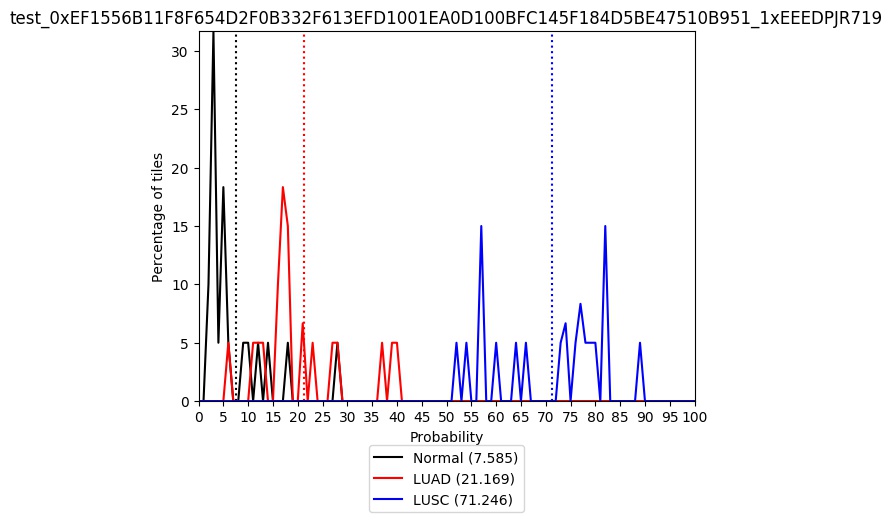 test_0xEF1556B11F8F654D2F0B332F613EFD1001EA0D100BFC145F184D5BE47510B951_1xEEEDPJR719
30
25
20
15
10
5
0
Percentage of tiles
0 5 10 15 20 25 30 35 40 45 50 55 60 65 70 75 80 85 90 95 100
Probability
Normal (7.585)
LUAD (21.169)
LUSC (71.246)